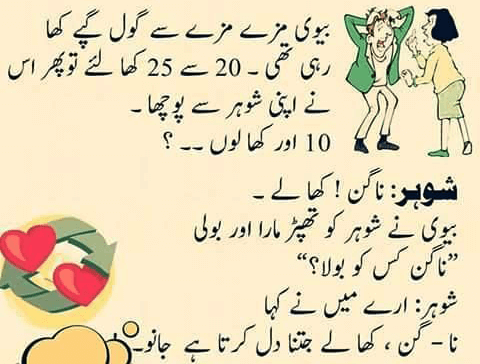 بیوی مزے مزے سے گول گپے کھا
رہی تھی ۔ 20 سے 25 کھا لئے تو پھر اس
نے اپنی شوہر سے پوچھا ۔
10 اور کھا لوں ۔۔ ؟
شوہر: ناگن ! کھا لے ۔
بیوی نے شوہر کو تھپڑ مارا اور بولی
”ناگن کس کو بولا؟“
شوہر: ارے میں نے کہا
نا - گن ، کھا لے جتنا دل کرتا ہے جانو۔